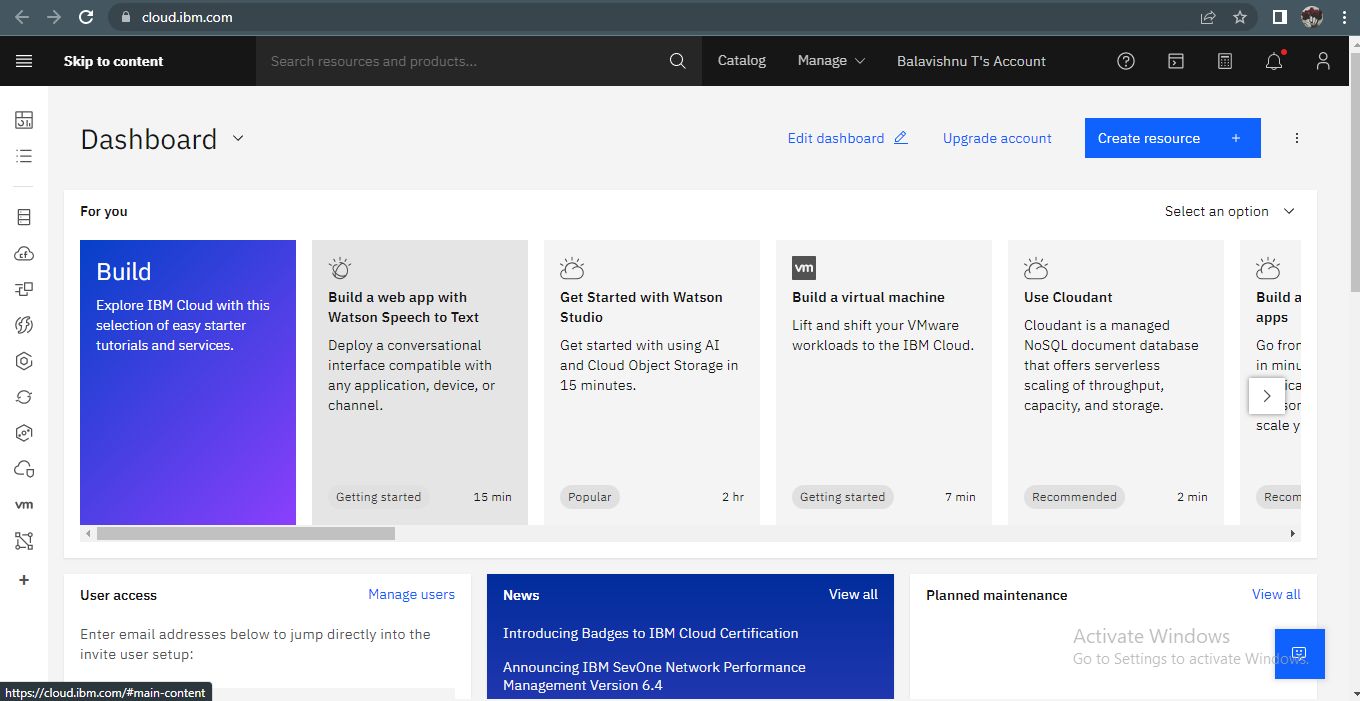 cloud.ibm.com
Skip to content
Search resources and products...
Catalog
Manage
Balavishnu T's Account
Dashboard
Edit dashboard
Upgrade account
Create resource +
For you
Select an option
Build
Explore IBM Cloud with this
selection of easy starter
tutorials and services.
Build a web app with
Watson Speech to Text
Deploy a conversational
interface compatible with
any application, device, or
channel.
Getting started
15 min
Get Started with Watson
Studio
Get started with using AI
and Cloud Object Storage in
15 minutes.
Popular
2 hr
vm
Build a virtual machine
Lift and shift your VMware
workloads to the IBM Cloud.
Getting started
7 min
Use Cloudant
Cloudant is a managed
NoSQL document database
that offers serverless
scaling of throughput,
capacity, and storage.
Recommended
2 min
Build a
apps
Go from
in minu
scale y
Recom
cf
vm
+
User access
Manage users
Enter email addresses below to jump directly into the
invite user setup:
News
View all
Introducing Badges to IBM Cloud Certification
Announcing IBM SevOne Network Performance
Management Version 6.4
Planned maintenance
View all
Activate Windows
Go to Settings to activate Windows.
https://cloud.ibm.com/#main-content